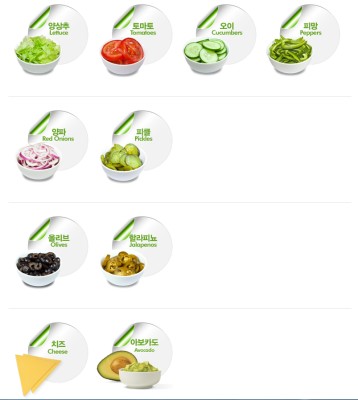 양상추
Lettuce
토마토
Tomatoes
오이
Cucumbers
피망
Peppers
양파
Red Onions
피클
Pickles
올리브
Olives
할라피뇨
Jalapenos
치즈
Cheese
아보카도
Avocado